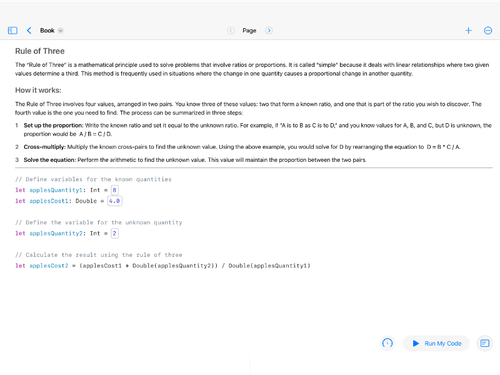 Book
Page
Rule of Three
The "Rule of Three" is a mathematical principle used to solve problems that involve ratios or proportions. It is called "simple" because it deals with linear relationships where two given
values determine a third. This method is frequently used in situations where the change in one quantity causes a proportional change in another quantity.
How it works:
The Rule of Three involves four values, arranged in two pairs. You know three of these values: two that form a known ratio, and one that is part of the ratio you wish to discover. The
fourth value is the one you need to find. The process can be summarized in three steps:
1 Set up the proportion: Write the known ratio and set it equal to the unknown ratio. For example, if "A is to B as C is to D," and you know values for A, B, and C, but D is unknown, the
proportion would be A / B = C / D.
2 Cross-multiply: Multiply the known cross-pairs to find the unknown value. Using the above example, you would solve for D by rearranging the equation to D = B * C / A.
3 Solve the equation: Perform the arithmetic to find the unknown value. This value will maintain the proportion between the two pairs.
// Define variables for the known quantities
let applesQuantity1: Int = 8
let applesCost1: Double = 4.0
// Define the variable for the unknown quantity
let applesQuantity2: Int = 2
// Calculate the result using the rule of three
let applesCost2 = (applesCost1 * Double(applesQuantity2)) / Double(applesQuantity1)
Run My Code